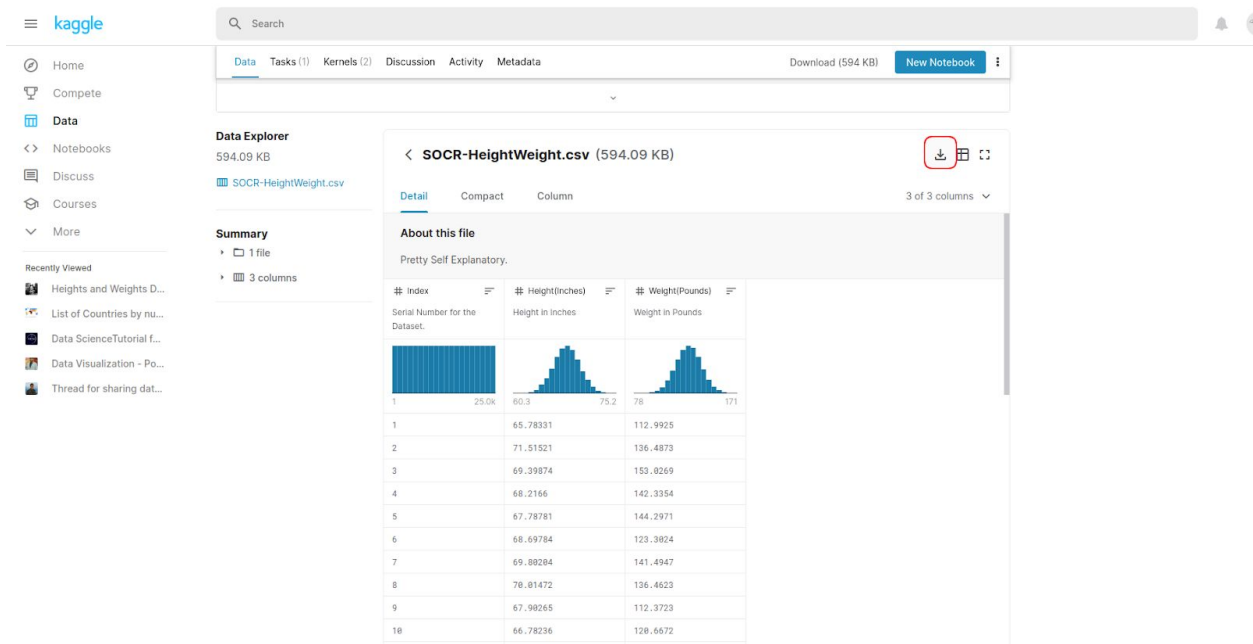 kaggle
Search
Home
Compete
Data
Notebooks
Discuss
Courses
More
Recently Viewed
Heights and Weights D...
List of Countries by nu...
Data ScienceTutorial f...
Data Visualization - Po...
Thread for sharing dat...
Data Tasks (1) Kernels (2) Discussion Activity Metadata Download (594 KB) New Notebook
Data Explorer
594.09 KB
SOCR-HeightWeight.csv
Summary
1 file
3 columns
< SOCR-HeightWeight.csv (594.09 KB)
Detail Compact Column 3 of 3 columns
About this file
Pretty Self Explanatory.
# Index # Height(Inches) # Weight(Pounds)
Serial Number for the Height in Inches Weight in Pounds
Dataset.
1 25.0k 60.3 75.2 78 171
1 65.78331 112.9925
2 71.51521 136.4873
3 69.39874 153.0269
4 68.2166 142.3354
5 67.78781 144.2971
6 68.69784 123.3024
7 69.80204 141.4947
8 70.01472 136.4623
9 67.90265 112.3723
10 66.78236 120.6672